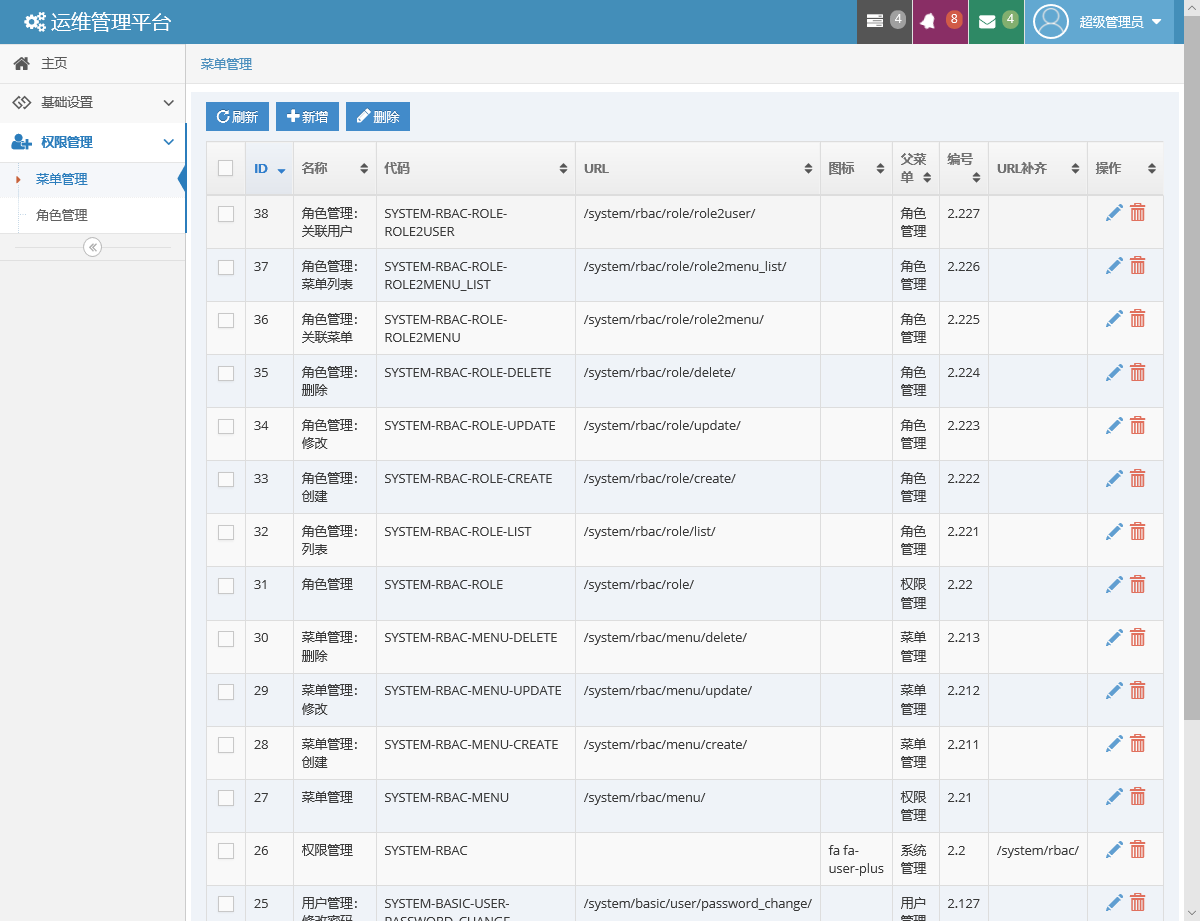 运维管理平台
4
8
4
超级管理员
主页
基础设置
权限管理
菜单管理
角色管理
菜单管理
刷新
新增
删除
ID 名称 代码 URL 图标 父菜单 编号 URL补齐 操作
38 角色管理: SYSTEM-RBAC-ROLE- /system/rbac/role/role2user/ 角色 2.227
关联用户 ROLE2USER 管理
37 角色管理: SYSTEM-RBAC-ROLE- /system/rbac/role/role2menu_list/ 角色 2.226
菜单列表 ROLE2MENU_LIST 管理
36 角色管理: SYSTEM-RBAC-ROLE- /system/rbac/role/role2menu/ 角色 2.225
关联菜单 ROLE2MENU 管理
35 角色管理: SYSTEM-RBAC-ROLE-DELETE /system/rbac/role/delete/ 角色 2.224
删除 管理
34 角色管理: SYSTEM-RBAC-ROLE-UPDATE /system/rbac/role/update/ 角色 2.223
修改 管理
33 角色管理: SYSTEM-RBAC-ROLE-CREATE /system/rbac/role/create/ 角色 2.222
创建 管理
32 角色管理: SYSTEM-RBAC-ROLE-LIST /system/rbac/role/list/ 角色 2.221
列表 管理
31 角色管理 SYSTEM-RBAC-ROLE /system/rbac/role/ 权限 2.22
管理
30 菜单管理: SYSTEM-RBAC-MENU-DELETE /system/rbac/menu/delete/ 菜单 2.213
删除 管理
29 菜单管理: SYSTEM-RBAC-MENU-UPDATE /system/rbac/menu/update/ 菜单 2.212
修改 管理
28 菜单管理: SYSTEM-RBAC-MENU-CREATE /system/rbac/menu/create/ 菜单 2.211
创建 管理
27 菜单管理 SYSTEM-RBAC-MENU /system/rbac/menu/ 权限 2.21
管理
26 权限管理 SYSTEM-RBAC fa fa- 系统 2.2 /system/rbac/
user-plus 管理
25 用户管理: SYSTEM-BASIC-USER- /system/basic/user/password_change/ 用户 2.127
修改密码 PASSWORD_CHANGE 管理